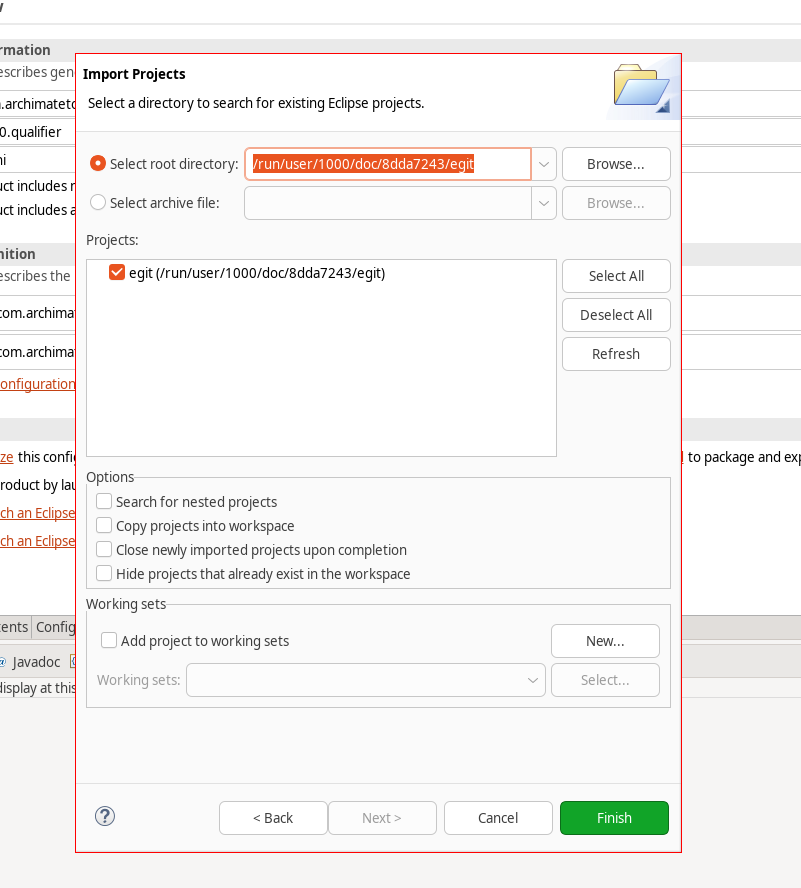 rmation
Import Projects
escribes gen
Select a directory to search for existing Eclipse projects.
.architmatetc
0.qualifier
ni
Select root directory: /run/user/1000/doc/8dda7243/egit Browse...
uct includes r
uct includes a
Select archive file: Browse...
Projects:
nition
escribes the
egit (/run/user/1000/doc/8dda7243/egit)
Select All
com.archima
Deselect All
com.archimat
Refresh
onfiguration
ze this config
to package and exp
Options
roduct by lau
Search for nested projects
ch an Eclipse
Copy projects into workspace
ch an Eclipse
Close newly imported projects upon completion
Hide projects that already exist in the workspace
Working sets
ents Config
Add project to working sets New...
@ Javadoc
Working sets: Select...
display at this
? < Back Next > Cancel Finish